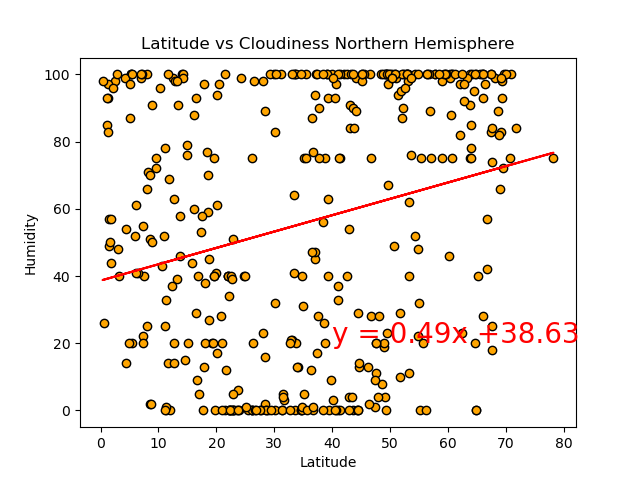 Latitude vs Cloudiness Northern Hemisphere
100
80
60
40
20
0
Humidity
y = 0.49x +38.63
0 10 20 30 40 50 60 70 80
Latitude